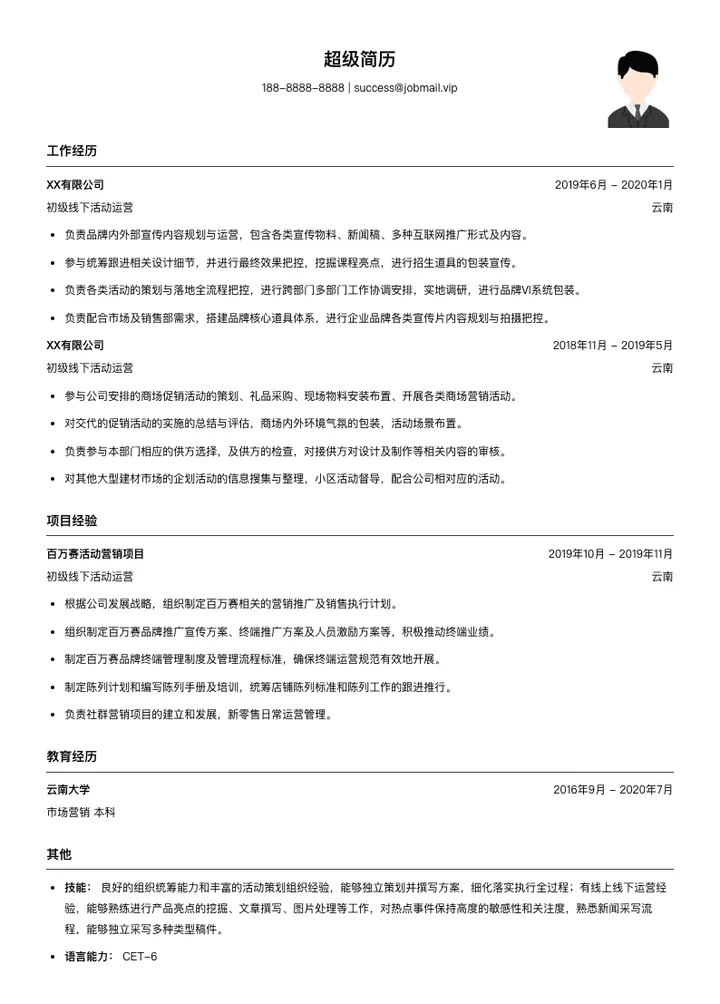 超级简历
188-8888-8888 | success@jobmail.vip
工作经历
XX有限公司 2019年6月 – 2020年1月
初级线下活动运营 云南
• 负责品牌内外部宣传内容规划与运营，包含各类宣传物料、新闻稿、多种互联网推广形式及内容。
• 参与统筹跟进相关设计细节，并进行最终效果把控，挖掘课程亮点，进行招生道具的包装宣传。
• 负责各类活动的策划与落地全流程把控，进行跨部门多部门工作协调安排，实地调研，进行品牌VI系统包装。
• 负责配合市场及销售部需求，搭建品牌核心道具体系，进行企业品牌各类宣传片内容规划与拍摄把控。
XX有限公司 2018年11月 – 2019年5月
初级线下活动运营 云南
• 参与公司安排的商场促销活动的策划、礼品采购、现场物料安装布置、开展各类商场营销活动。
• 对交代的促销活动的实施的总结与评估，商场内外环境气氛的包装，活动场景布置。
• 负责参与本部门相应的供方选择，及供方的检查，对接供方对设计及制作等相关内容的审核。
• 对其他大型建材市场的企划活动的信息搜集与整理，小区活动督导，配合公司相对应的活动。
项目经验
百万赛活动营销项目 2019年10月 – 2019年11月
初级线下活动运营 云南
• 根据公司发展战略，组织制定百万赛相关的营销推广及销售执行计划。
• 组织制定百万赛品牌推广宣传方案、终端推广方案及人员激励方案等，积极推动终端业绩。
• 制定百万赛品牌终端管理制度及管理流程标准，确保终端运营规范有效地开展。
• 制定陈列计划和编写陈列手册及培训，统筹店铺陈列标准和陈列工作的跟进推行。
• 负责社群营销项目的建立和发展，新零售日常运营管理。
教育经历
云南大学 2016年9月 – 2020年7月
市场营销 本科
其他
• 技能： 良好的组织统筹能力和丰富的活动策划组织经验，能够独立策划并撰写方案，细化落实执行全过程；有线上线下运营经
验，能够熟练进行产品亮点的挖掘、文章撰写、图片处理等工作，对热点事件保持高度的敏感性和关注度，熟悉新闻采写流
程，能够独立采写多种类型稿件。
• 语言能力： CET-6